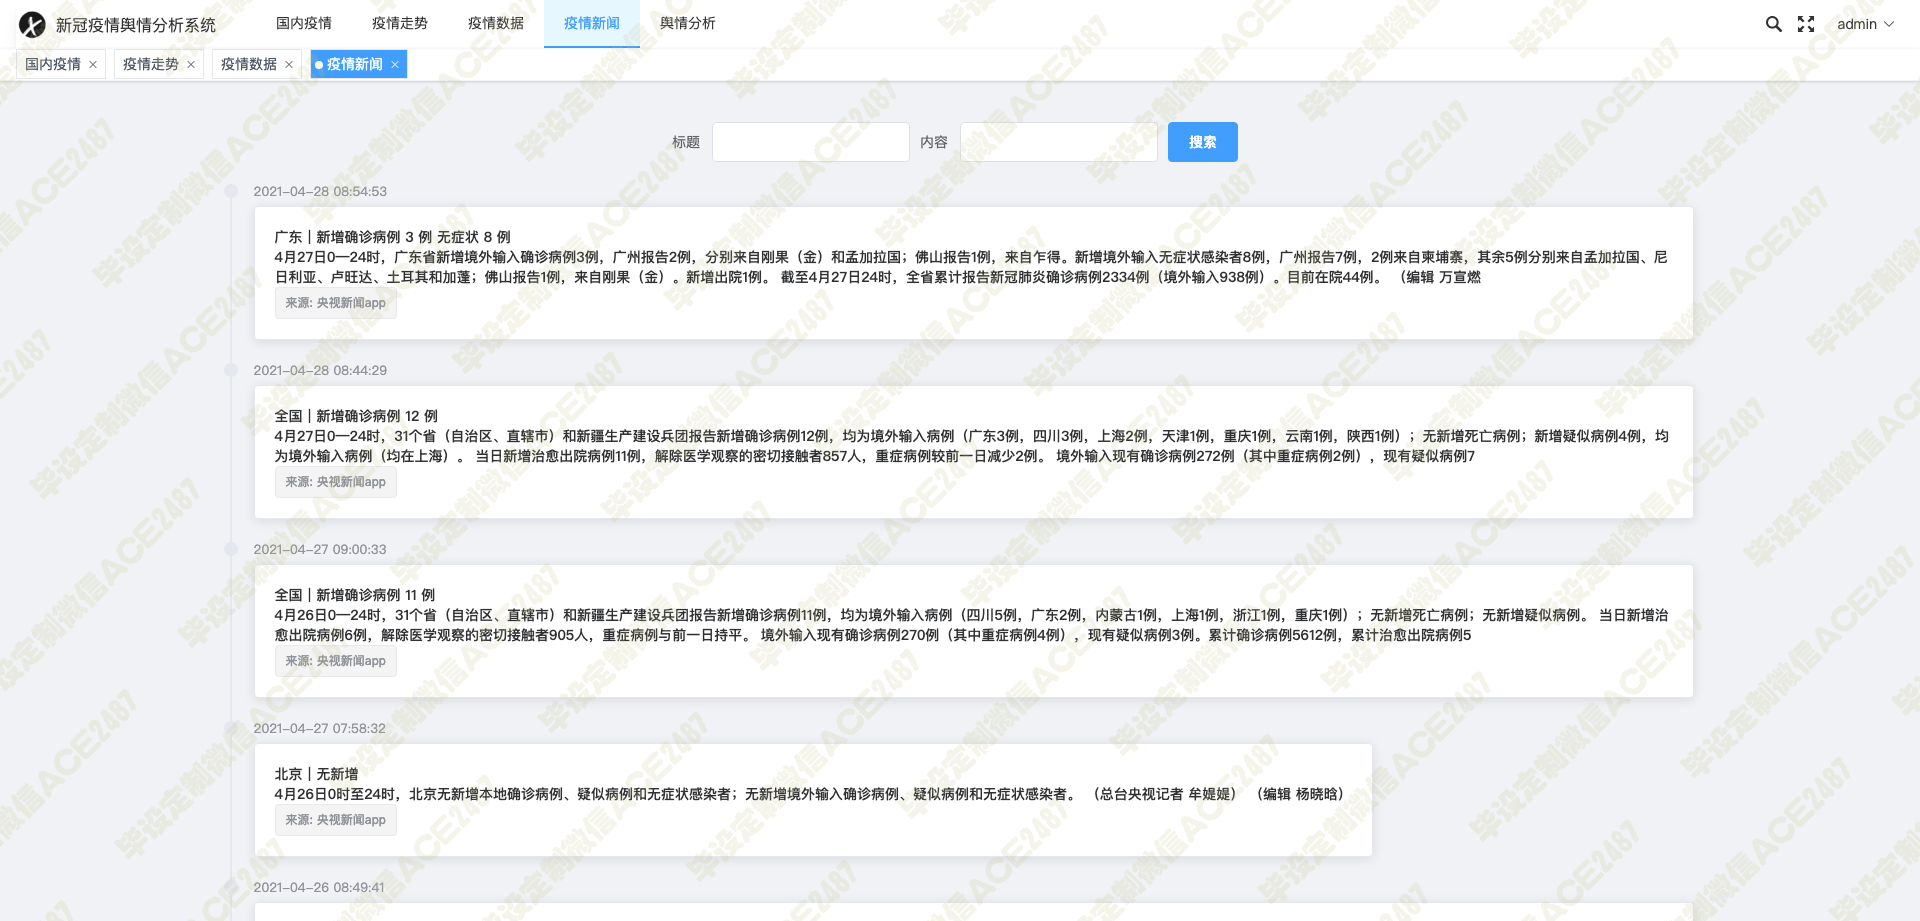 新冠疫情舆情分析系统
国内疫情 疫情走势 疫情数据 疫情新闻 舆情分析
admin
国内疫情 × 疫情走势 × 疫情数据 × 疫情新闻 ×
标题 内容 搜索
2021-04-28 08:54:53
广东｜新增确诊病例 3 例 无症状 8 例
4月27日0—24时，广东省新增境外输入确诊病例3例，广州报告2例，分别来自刚果（金）和孟加拉国；佛山报告1例，来自乍得。新增境外输入无症状感染者8例，广州报告7例，2例来自柬埔寨，其余5例分别来自孟加拉国、尼
日利亚、卢旺达、土耳其和加蓬；佛山报告1例，来自刚果（金）。新增出院1例。 截至4月27日24时，全省累计报告新冠肺炎确诊病例2334例（境外输入938例）。目前在院44例。 （编辑 万宣燃
来源: 央视新闻app
2021-04-28 08:44:29
全国｜新增确诊病例 12 例
4月27日0—24时，31个省（自治区、直辖市）和新疆生产建设兵团报告新增确诊病例12例，均为境外输入病例（广东3例，四川3例，上海2例，天津1例，重庆1例，云南1例，陕西1例）；无新增死亡病例；新增疑似病例4例，均
为境外输入病例（均在上海）。 当日新增治愈出院病例11例，解除医学观察的密切接触者857人，重症病例较前一日减少2例。 境外输入现有确诊病例272例（其中重症病例2例），现有疑似病例7
来源: 央视新闻app
2021-04-27 09:00:33
全国｜新增确诊病例 11 例
4月26日0—24时，31个省（自治区、直辖市）和新疆生产建设兵团报告新增确诊病例11例，均为境外输入病例（四川5例，广东2例，内蒙古1例，上海1例，浙江1例，重庆1例）；无新增死亡病例；无新增疑似病例。 当日新增治
愈出院病例6例，解除医学观察的密切接触者905人，重症病例与前一日持平。 境外输入现有确诊病例270例（其中重症病例4例），现有疑似病例3例。累计确诊病例5612例，累计治愈出院病例5
来源: 央视新闻app
2021-04-27 07:58:32
北京｜无新增
4月26日0时至24时，北京无新增本地确诊病例、疑似病例和无症状感染者；无新增境外输入确诊病例、疑似病例和无症状感染者。 （总台央视记者 牟媞媞） （编辑 杨晓晗）
来源: 央视新闻app
2021-04-26 08:49:41
毕设定制微信ACE2487